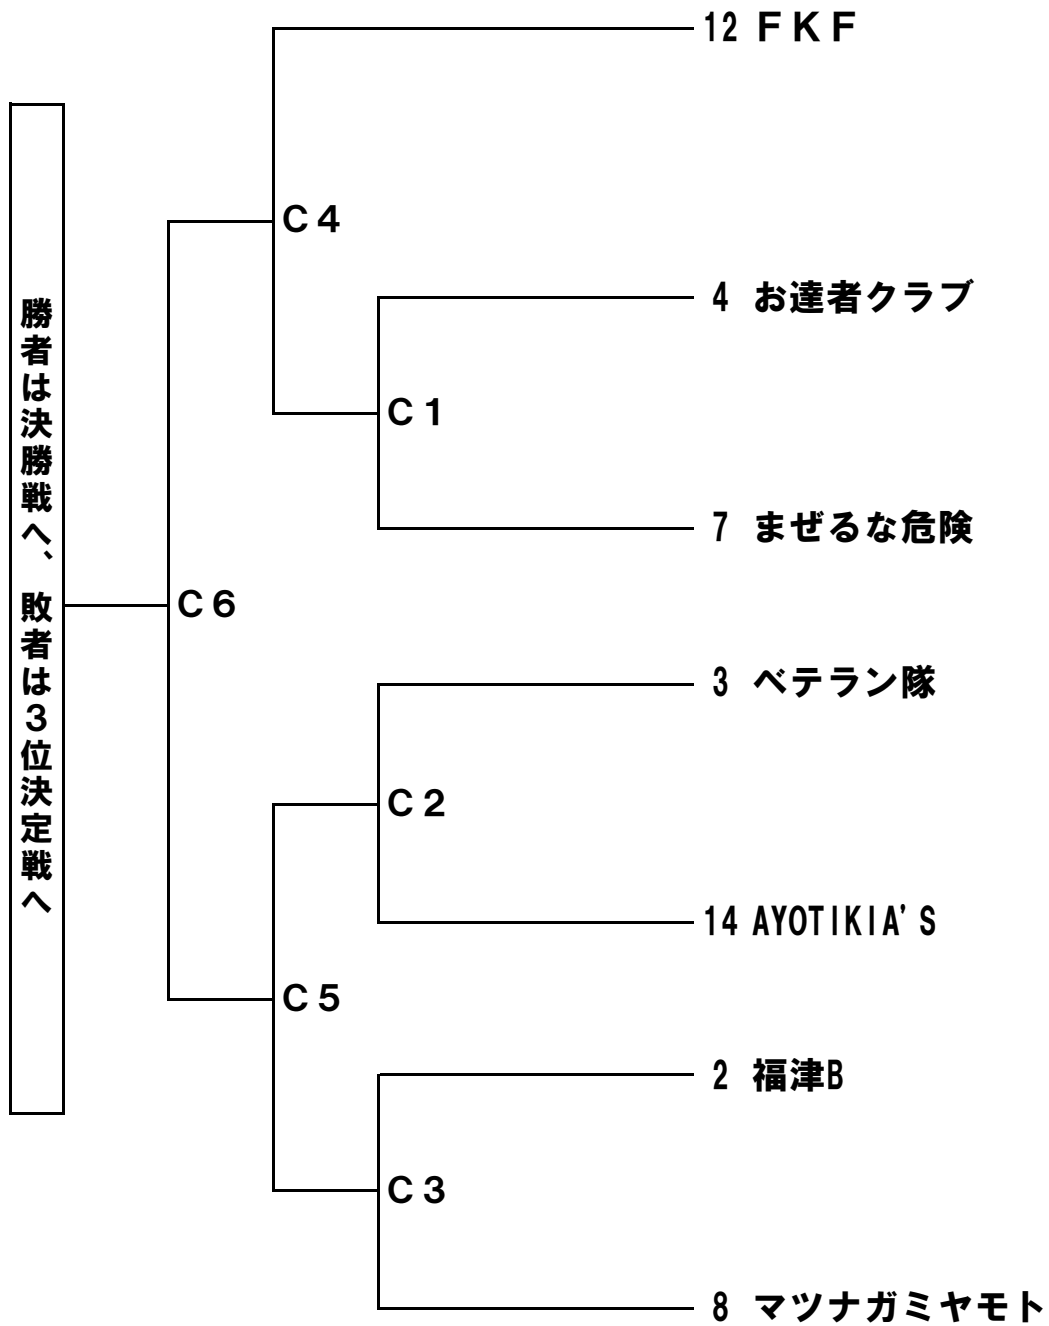 12 ＦＫＦ
Ｃ４
4 お達者クラブ
Ｃ１
7 まぜるな危険
Ｃ６
勝者は決勝戦へ、敗者は３位決定戦へ
3 ベテラン隊
Ｃ２
14 AYOTIKIA'S
Ｃ５
2 福津B
Ｃ３
8 マツナガミヤモト